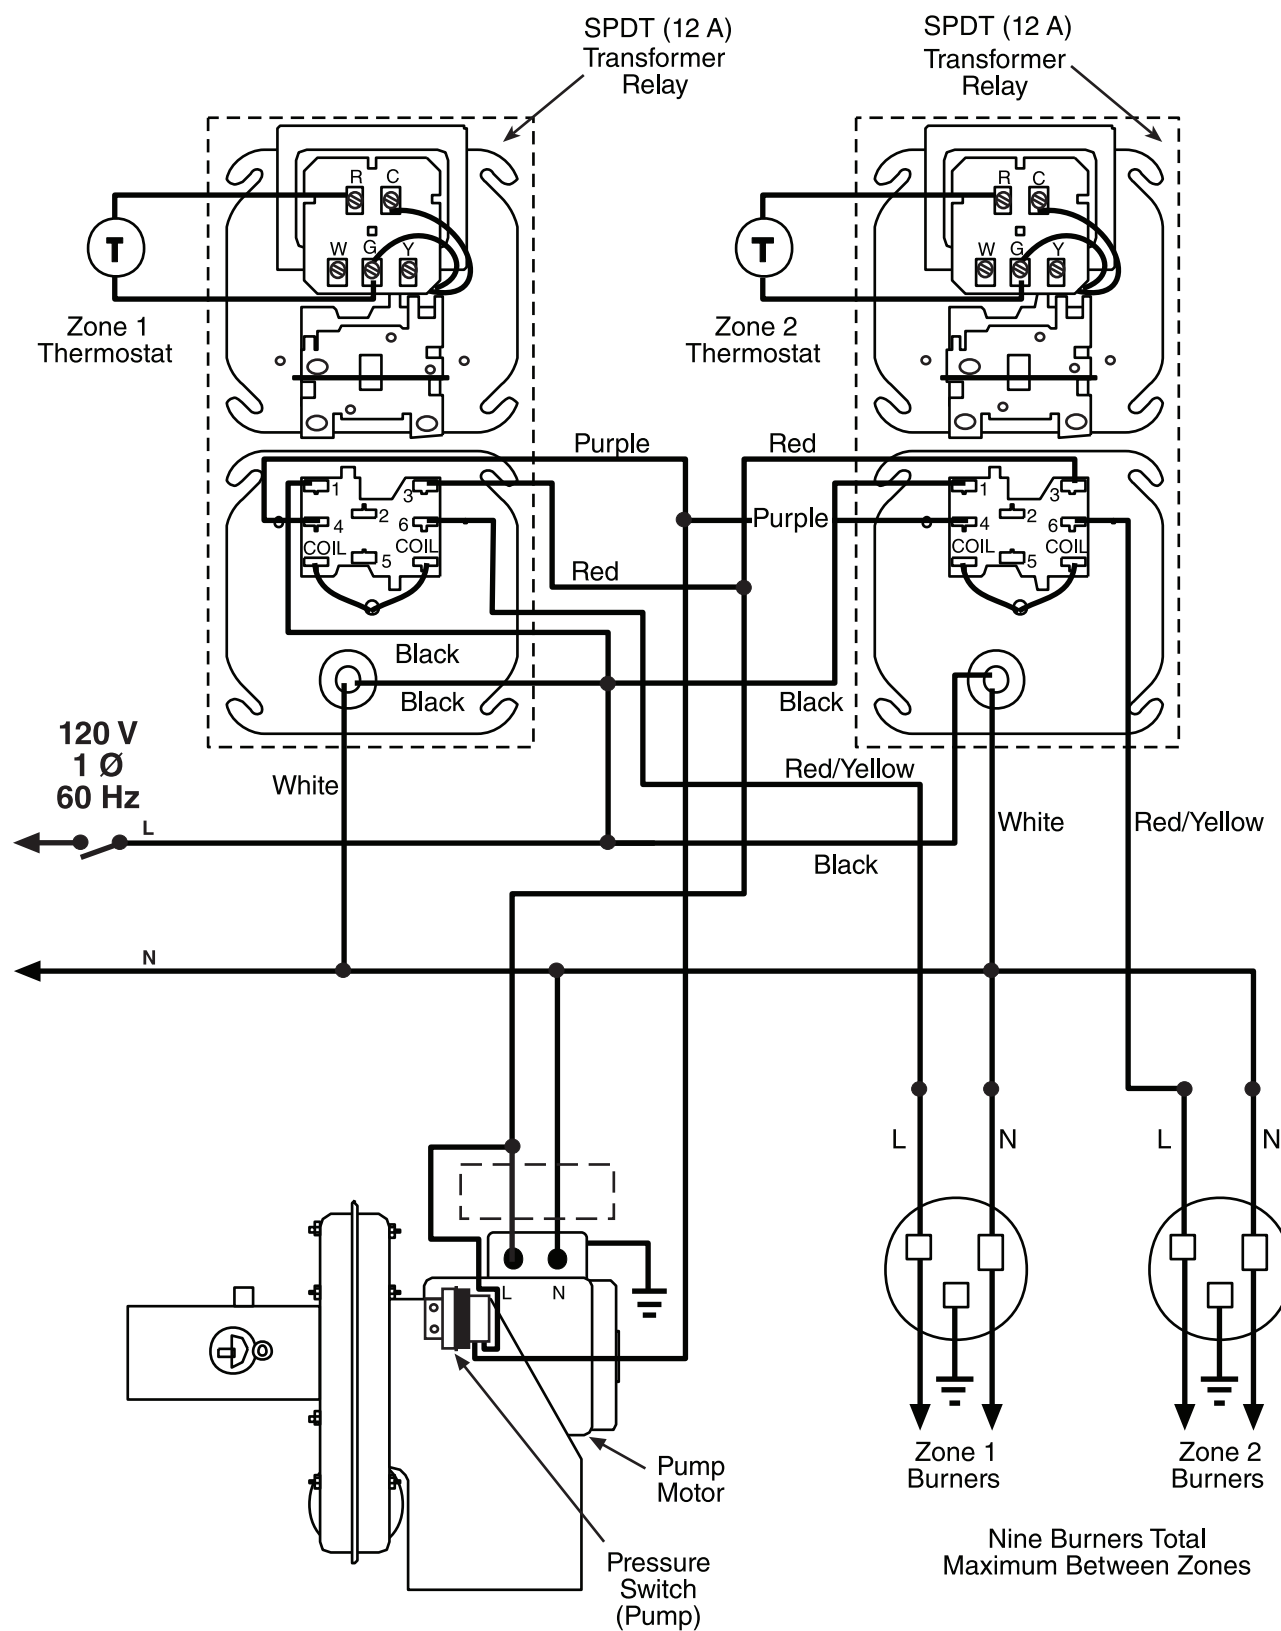 SPDT (12 A)
Transformer
Relay
SPDT (12 A)
Transformer
Relay
R C
W G Y
T
Zone 1
Thermostat
R C
W G Y
T
Zone 2
Thermostat
Purple
Red
1 3
2
4 6
COIL COIL
5
Purple
1 3
2
4 6
COIL COIL
5
Red
Black
Black
Black
120 V
1 Ø
60 Hz
White
Red/Yellow
L
White
Red/Yellow
Black
N
L N
L N
L N
Zone 1
Burners
Zone 2
Burners
Pump
Motor
Nine Burners Total
Maximum Between Zones
Pressure
Switch
(Pump)